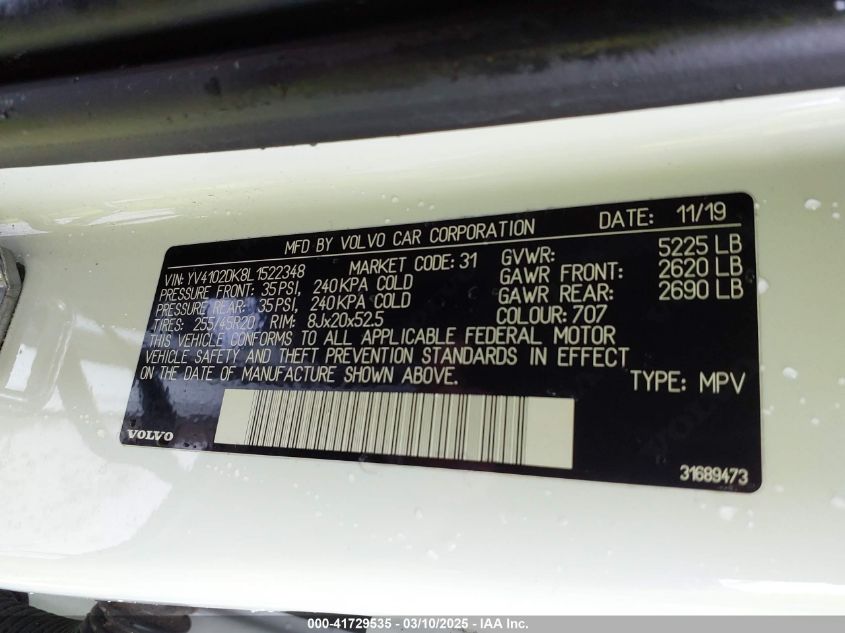 MFD BY VOLVO CAR CORPORATION DATE: 11/19
VIN: YV4102DK8L1522348 MARKET CODE: 31 GVWR: 5225 LB
PRESSURE FRONT: 35PSI, 240KPA COLD GAWR FRONT: 2620 LB
PRESSURE REAR: 35PSI, 240KPA COLD GAWR REAR: 2690 LB
TIRES: 255/45R20 RIM: 8Jx20x52.5 COLOUR: 707
THIS VEHICLE CONFORMS TO ALL APPLICABLE FEDERAL MOTOR
VEHICLE SAFETY AND THEFT PREVENTION STANDARDS IN EFFECT
ON THE DATE OF MANUFACTURE SHOWN ABOVE. TYPE: MPV
VOLVO
31689473
000-41729535 - 03/10/2025 - IAA Inc.